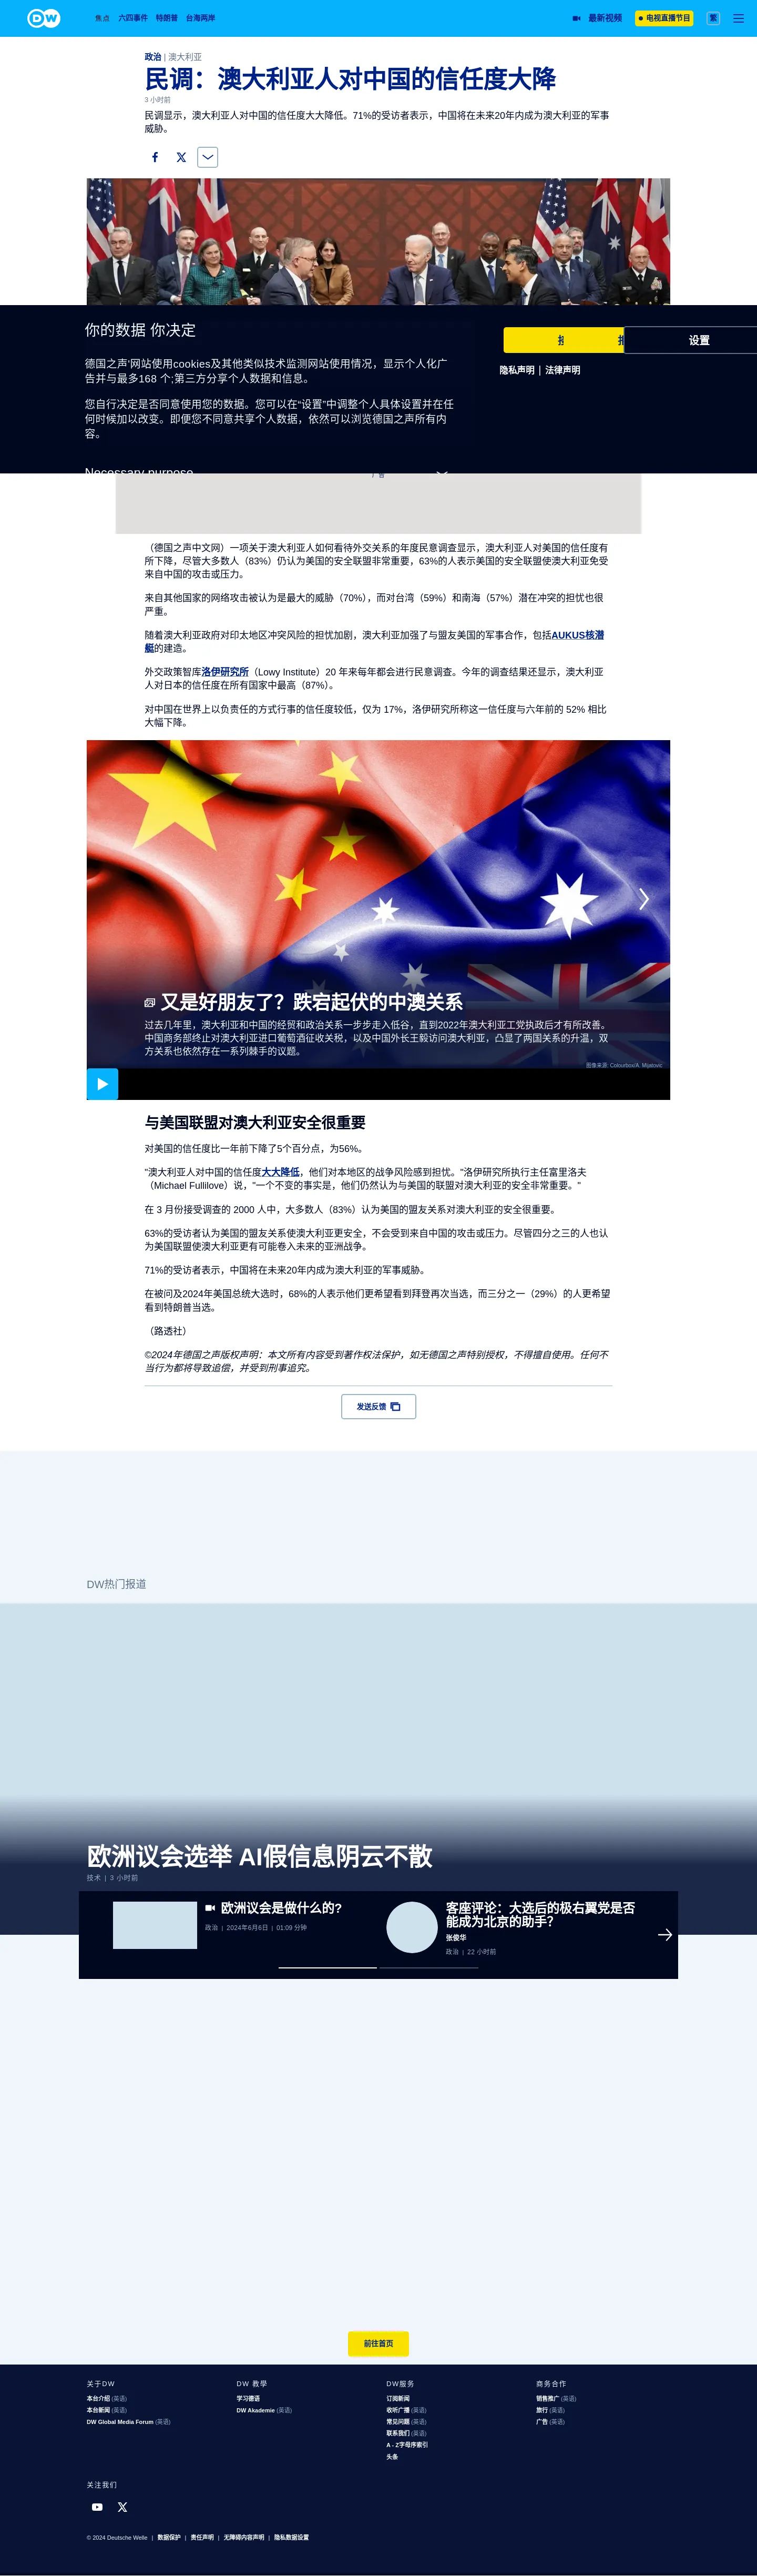 DW
焦点 六四事件 特朗普 台海两岸
最新视频
电视直播节目
繁
政治 | 澳大利亚
民调：澳大利亚人对中国的信任度大降
3 小时前
民调显示，澳大利亚人对中国的信任度大大降低。71%的受访者表示，中国将在未来20年内成为澳大利亚的军事
威胁。
你的数据 你决定
德国之声'网站使用cookies及其他类似技术监测网站使用情况，显示个人化广
告并与最多168 个;第三方分享个人数据和信息。
您自行决定是否同意使用您的数据。您可以在“设置”中调整个人具体设置并在任
何时候加以改变。即便您不同意共享个人数据，依然可以浏览德国之声所有内
容。
Necessary purpose
设置
隐私声明 | 法律声明
广告
（德国之声中文网）一项关于澳大利亚人如何看待外交关系的年度民意调查显示，澳大利亚人对美国的信任度有
所下降，尽管大多数人（83%）仍认为美国的安全联盟非常重要，63%的人表示美国的安全联盟使澳大利亚免受
来自中国的攻击或压力。
来自其他国家的网络攻击被认为是最大的威胁（70%），而对台湾（59%）和南海（57%）潜在冲突的担忧也很
严重。
随着澳大利亚政府对印太地区冲突风险的担忧加剧，澳大利亚加强了与盟友美国的军事合作，包括AUKUS核潜
艇的建造。
外交政策智库洛伊研究所（Lowy Institute）20 年来每年都会进行民意调查。今年的调查结果还显示，澳大利亚
人对日本的信任度在所有国家中最高（87%）。
对中国在世界上以负责任的方式行事的信任度较低，仅为 17%，洛伊研究所称这一信任度与六年前的 52% 相比
大幅下降。
又是好朋友了？跌宕起伏的中澳关系
过去几年里，澳大利亚和中国的经贸和政治关系一步步走入低谷，直到2022年澳大利亚工党执政后才有所改善。
中国商务部终止对澳大利亚进口葡萄酒征收关税，以及中国外长王毅访问澳大利亚，凸显了两国关系的升温，双
方关系也依然存在一系列棘手的议题。
图像来源: Colourbox/A. Mijatovic
与美国联盟对澳大利亚安全很重要
对美国的信任度比一年前下降了5个百分点，为56%。
"澳大利亚人对中国的信任度大大降低，他们对本地区的战争风险感到担忧。"洛伊研究所执行主任富里洛夫
（Michael Fullilove）说，"一个不变的事实是，他们仍然认为与美国的联盟对澳大利亚的安全非常重要。"
在 3 月份接受调查的 2000 人中，大多数人（83%）认为美国的盟友关系对澳大利亚的安全很重要。
63%的受访者认为美国的盟友关系使澳大利亚更安全，不会受到来自中国的攻击或压力。尽管四分之三的人也认
为美国联盟使澳大利亚更有可能卷入未来的亚洲战争。
71%的受访者表示，中国将在未来20年内成为澳大利亚的军事威胁。
在被问及2024年美国总统大选时，68%的人表示他们更希望看到拜登再次当选，而三分之一（29%）的人更希望
看到特朗普当选。
（路透社）
©2024年德国之声版权声明：本文所有内容受到著作权法保护，如无德国之声特别授权，不得擅自使用。任何不
当行为都将导致追偿，并受到刑事追究。
发送反馈
DW热门报道
欧洲议会选举 AI假信息阴云不散
技术 | 3 小时前
欧洲议会是做什么的?
政治 | 2024年6月6日 | 01:09 分钟
客座评论：大选后的极右翼党是否
能成为北京的助手？
张俊华
政治 | 22 小时前
前往首页
关于DW
本台介绍 (英语)
本台新闻 (英语)
DW Global Media Forum (英语)
DW 教學
学习德语
DW Akademie (英语)
DW服务
订阅新闻
收听广播 (英语)
常见问题 (英语)
联系我们 (英语)
A - Z字母序索引
头条
商务合作
销售推广 (英语)
旅行 (英语)
广告 (英语)
关注我们
© 2024 Deutsche Welle | 数据保护 | 责任声明 | 无障碍内容声明 | 隐私数据设置